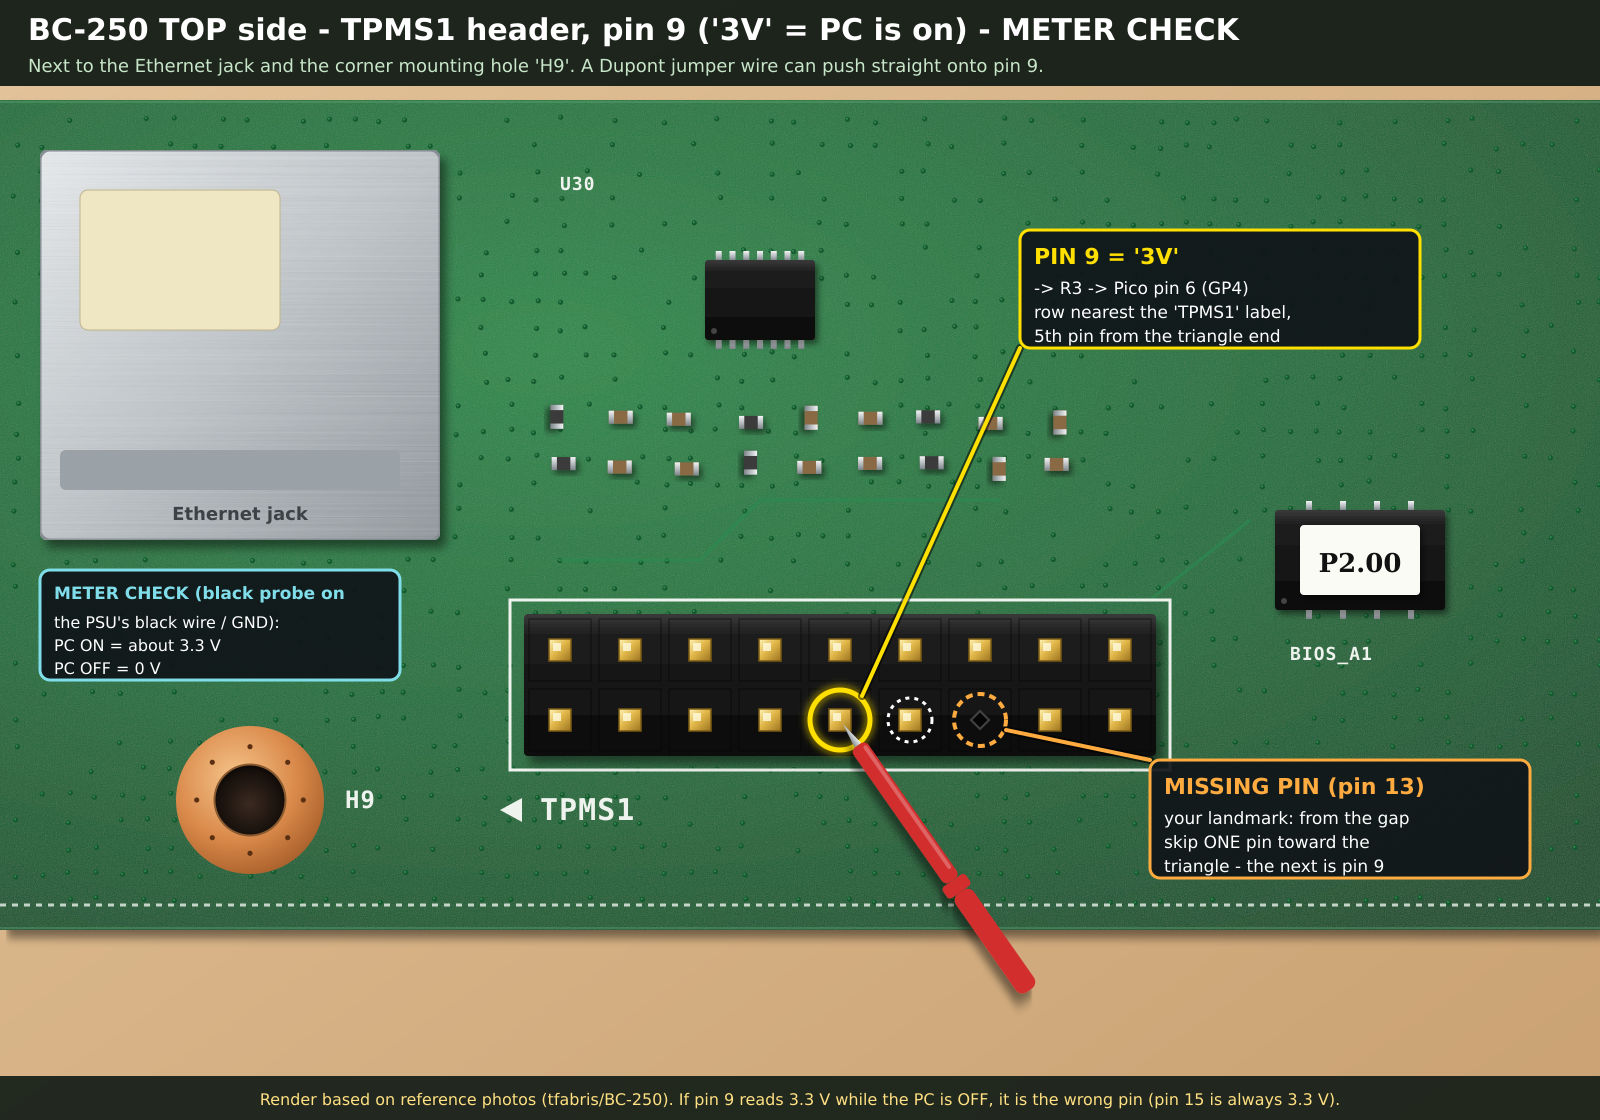 BC-250 TOP side - TPMS1 header, pin 9 ('3V' = PC is on) - METER CHECK
Next to the Ethernet jack and the corner mounting hole 'H9'. A Dupont jumper wire can push straight onto pin 9.
U30
PIN 9 = '3V'
-> R3 -> Pico pin 6 (GP4)
row nearest the 'TPMS1' label,
5th pin from the triangle end
Ethernet jack
P2.00
BIOS_A1
METER CHECK (black probe on
the PSU's black wire / GND):
PC ON = about 3.3 V
PC OFF = 0 V
H9
TPMS1
MISSING PIN (pin 13)
your landmark: from the gap
skip ONE pin toward the
triangle - the next is pin 9
Render based on reference photos (tfabris/BC-250). If pin 9 reads 3.3 V while the PC is OFF, it is the wrong pin (pin 15 is always 3.3 V).